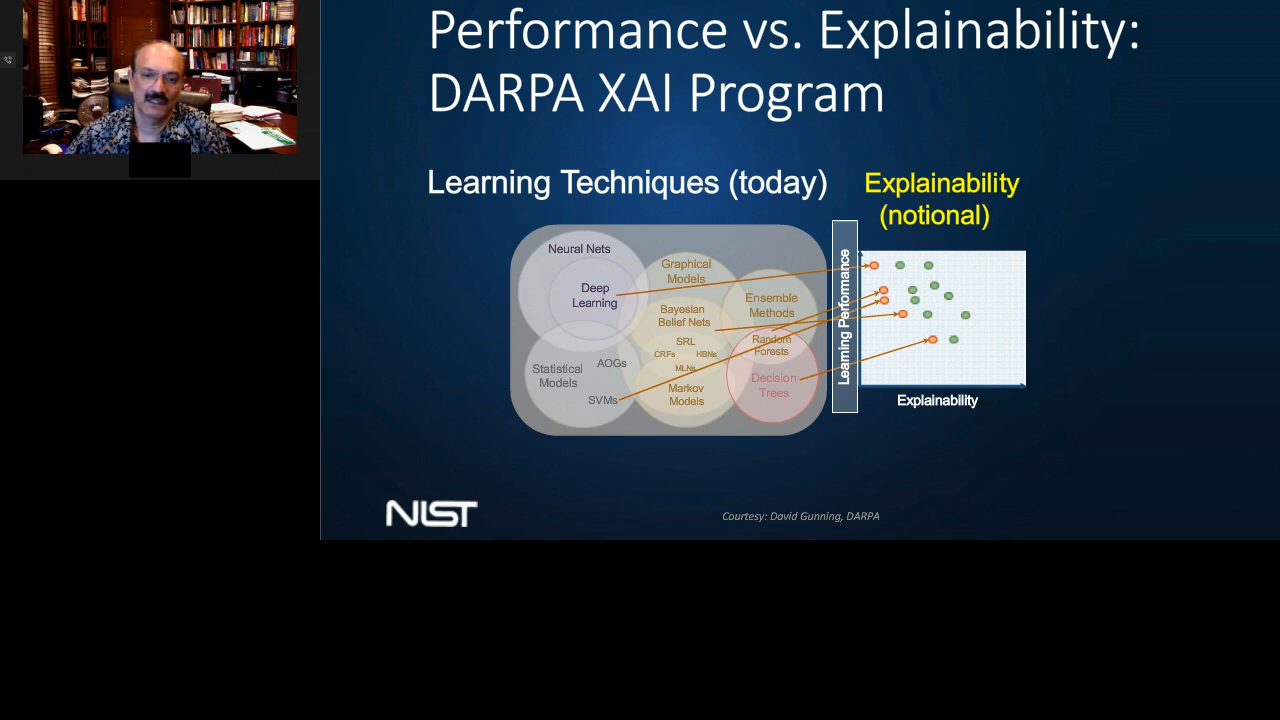 Performance vs. Explainability:
DARPA XAI Program
Learning Techniques (today)
Explainability
(notional)
Neural Nets
Deep
Learning
Graphical
Models
Bayesian
Belief Nets
SRL
CRFs
HBNs
MLNs
Markov
Models
Ensemble
Methods
Random
Forests
Decision
Trees
Statistical
Models
AOGs
SVMs
Learning Performance
Explainability
NIST
Courtesy: David Gunning, DARPA